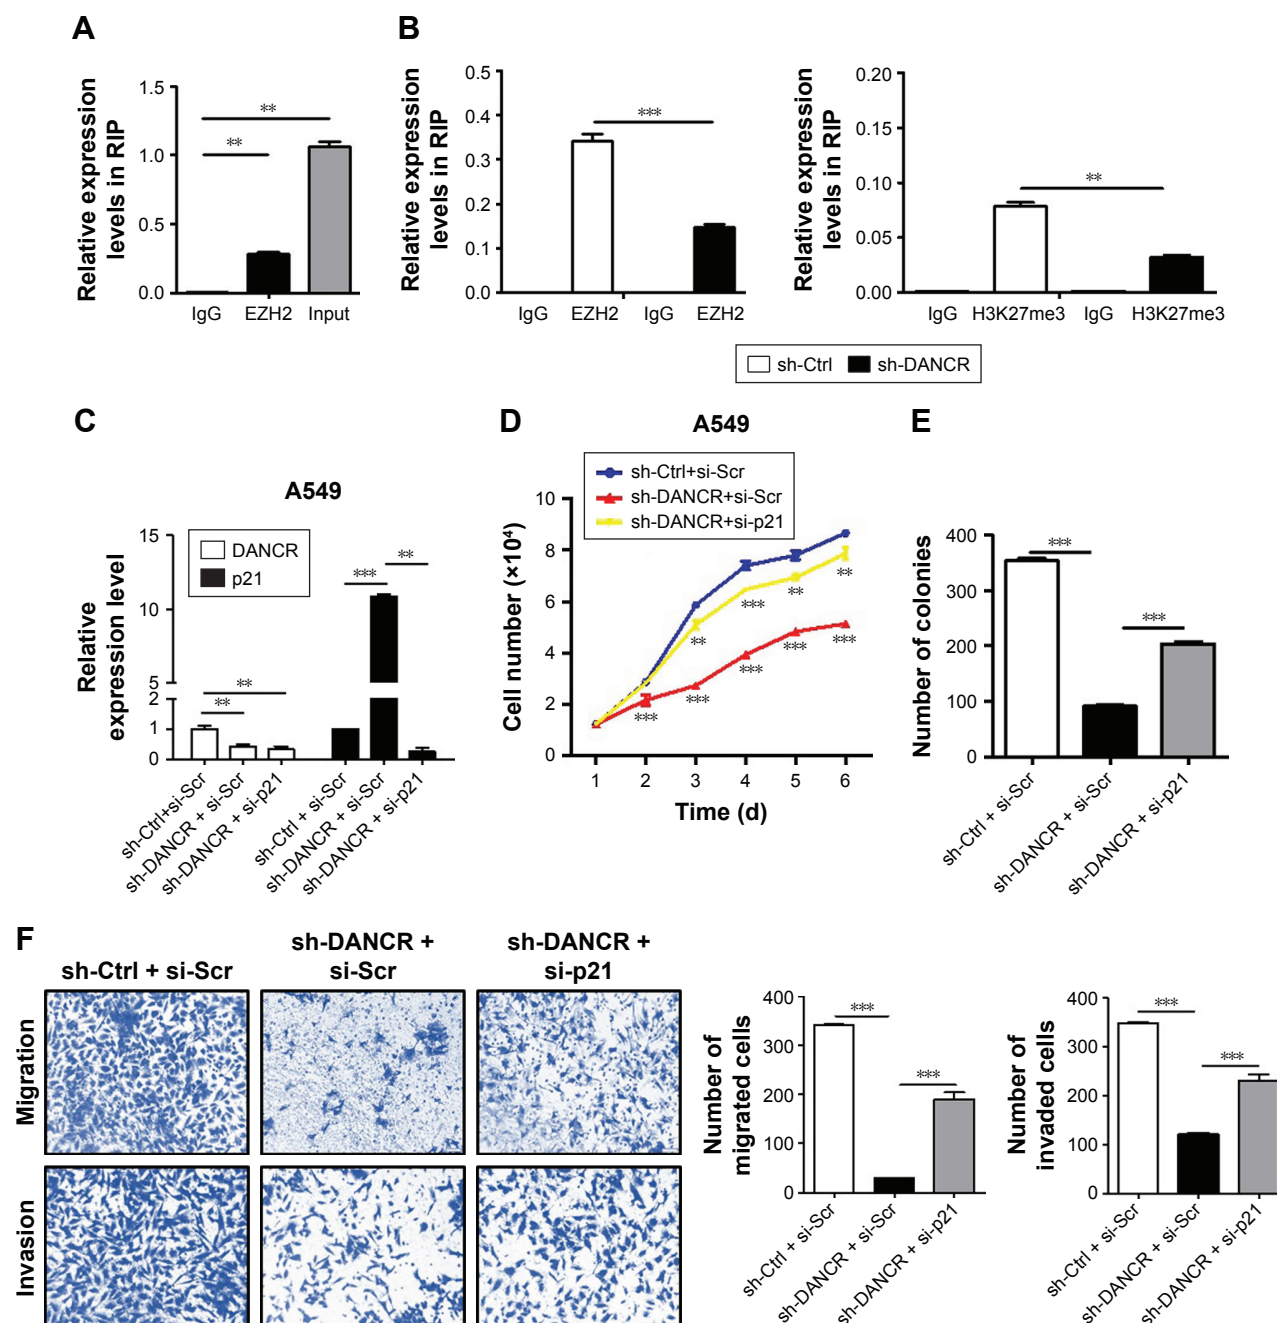 A
Relative expression
levels in RIP
1.5
1.0
0.5
0.0
**
**
IgG EZH2 Input
B
Relative expression
levels in RIP
0.5
0.4
0.3
0.2
0.1
0.0
***
IgG EZH2 IgG EZH2
Relative expression
levels in RIP
0.20
0.15
0.10
0.05
0.00
**
IgG H3K27me3 IgG H3K27me3
sh-Ctrl sh-DANCR
C
A549
DANCR
p21
Relative
expression level
15
10
5
2
1
0
**
**
***
**
sh-Ctrl+si-Scr
sh-DANCR + si-Scr
sh-DANCR + si-p21
sh-Ctrl + si-Scr
sh-DANCR + si-Scr
sh-DANCR + si-p21
D
A549
sh-Ctrl+si-Scr
sh-DANCR+si-Scr
sh-DANCR+si-p21
Cell number (×10⁴)
10
8
6
4
2
0
**
**
***
**
***
***
***
***
***
1 2 3 4 5 6
Time (d)
E
Number of colonies
400
300
200
100
0
***
***
sh-Ctrl + si-Scr
sh-DANCR + si-Scr
sh-DANCR + si-p21
F
sh-Ctrl + si-Scr
sh-DANCR +
si-Scr
sh-DANCR +
si-p21
Migration
Invasion
Number of
migrated cells
400
300
200
100
0
***
***
sh-Ctrl + si-Scr
sh-DANCR + si-Scr
sh-DANCR + si-p21
Number of
invaded cells
400
300
200
100
0
***
***
sh-Ctrl + si-Scr
sh-DANCR + si-Scr
sh-DANCR + si-p21